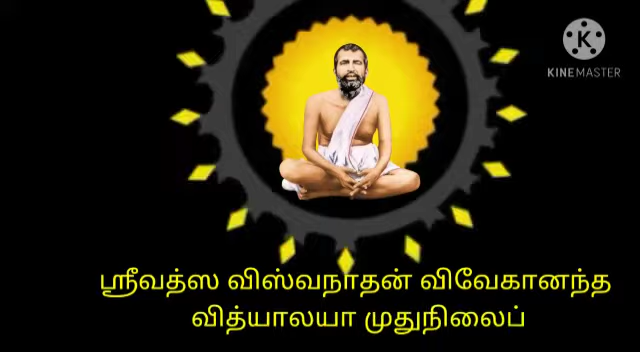 KINEMASTER
ஸ்ரீவத்ஸ விஸ்வநாதன் விவேகானந்த
வித்யாலயா முதுநிலைப்